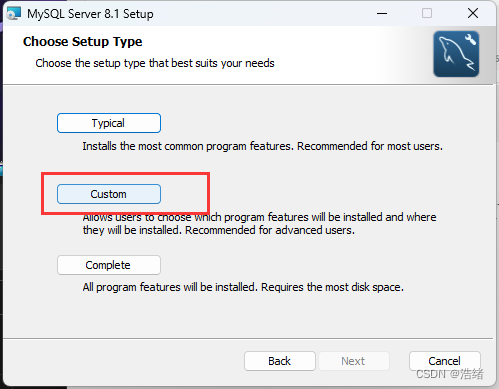 MySQL Server 8.1 Setup
Choose Setup Type
Choose the setup type that best suits your needs
Typical
Installs the most common program features. Recommended for most users.
Custom
Allows users to choose which program features will be installed and where
they will be installed. Recommended for advanced users.
Complete
All program features will be installed. Requires the most disk space.
Back
Next
Cancel
CSDN @浩绪